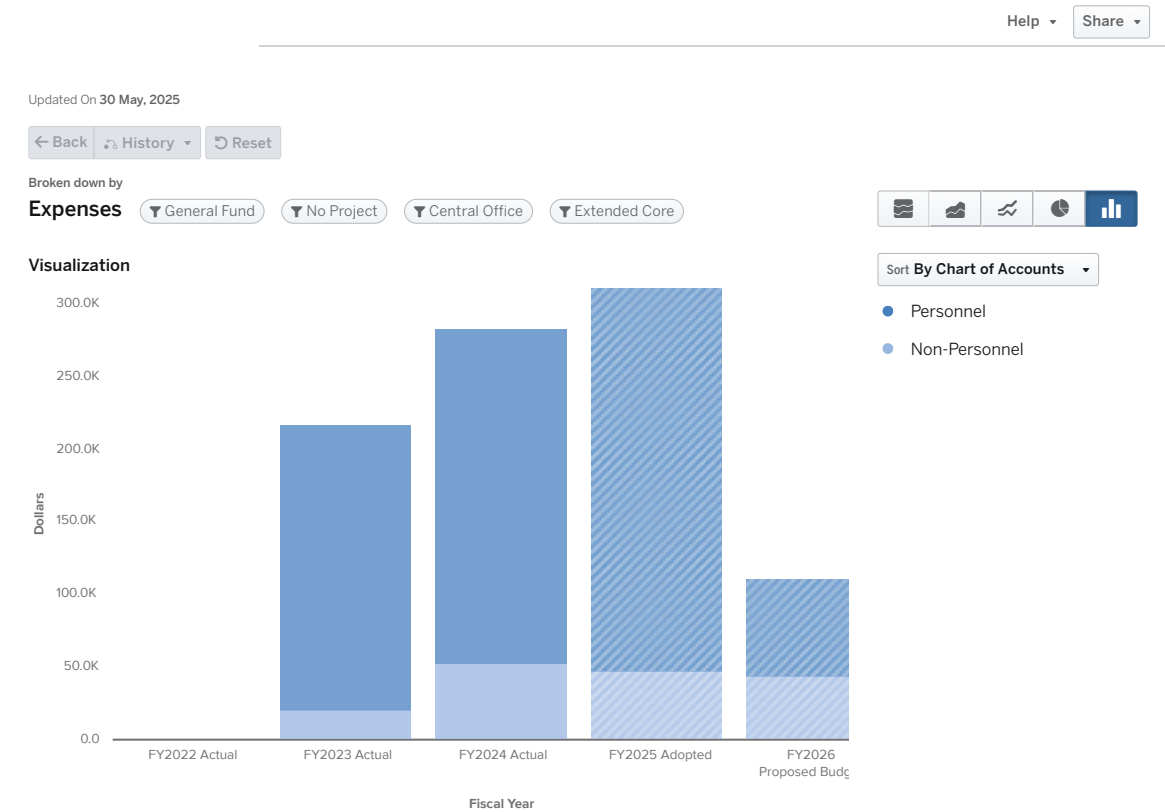 Help
Share
Updated On 30 May, 2025
Back
History
Reset
Broken down by
Expenses
General Fund
No Project
Central Office
Extended Core
Visualization
Sort By Chart of Accounts
Personnel
Non-Personnel
300.0K
250.0K
200.0K
150.0K
100.0K
50.0K
0.0
Dollars
FY2022 Actual
FY2023 Actual
FY2024 Actual
FY2025 Adopted
FY2026
Proposed Budg
Fiscal Year